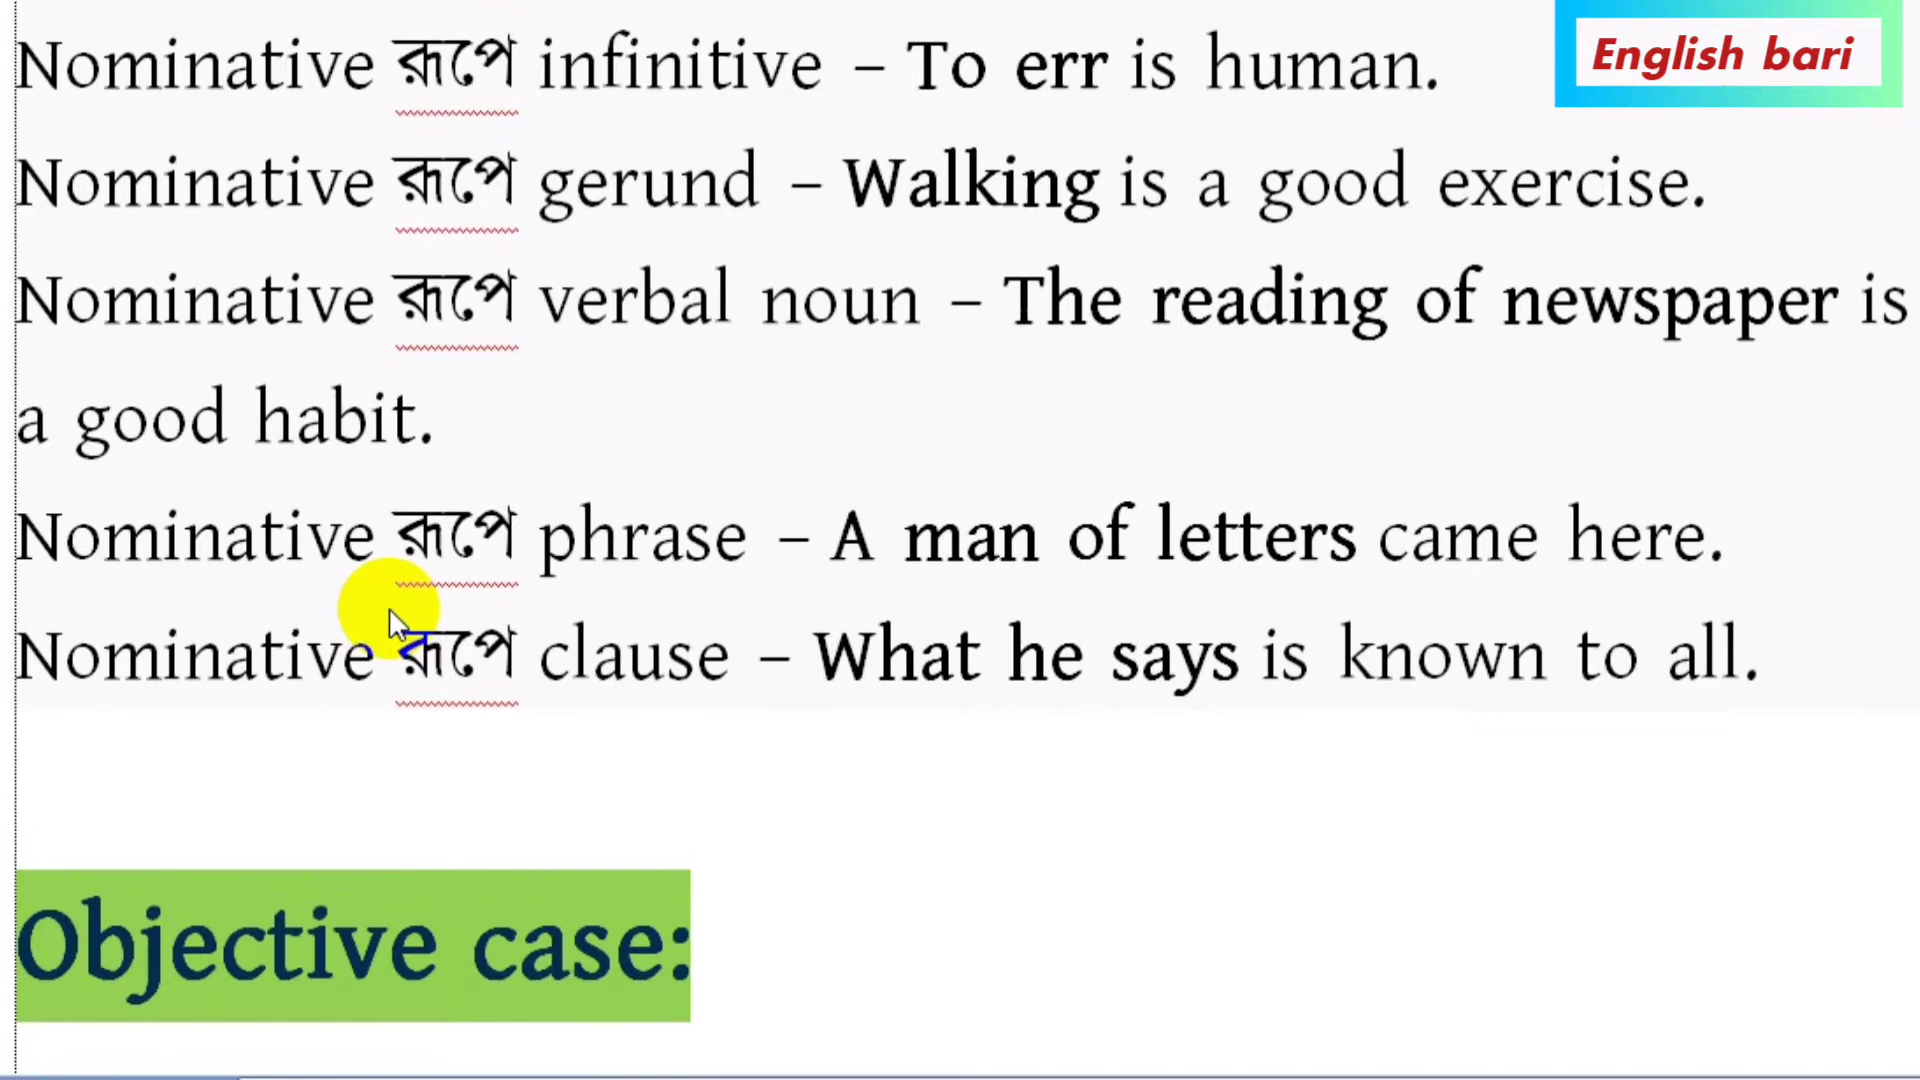 Nominative রূপে infinitive – To err is human.
English bari
Nominative রূপে gerund – Walking is a good exercise.
Nominative রূপে verbal noun – The reading of newspaper is
a good habit.
Nominative রূপে phrase – A man of letters came here.
Nominative রূপে clause – What he says is known to all.
Objective case: